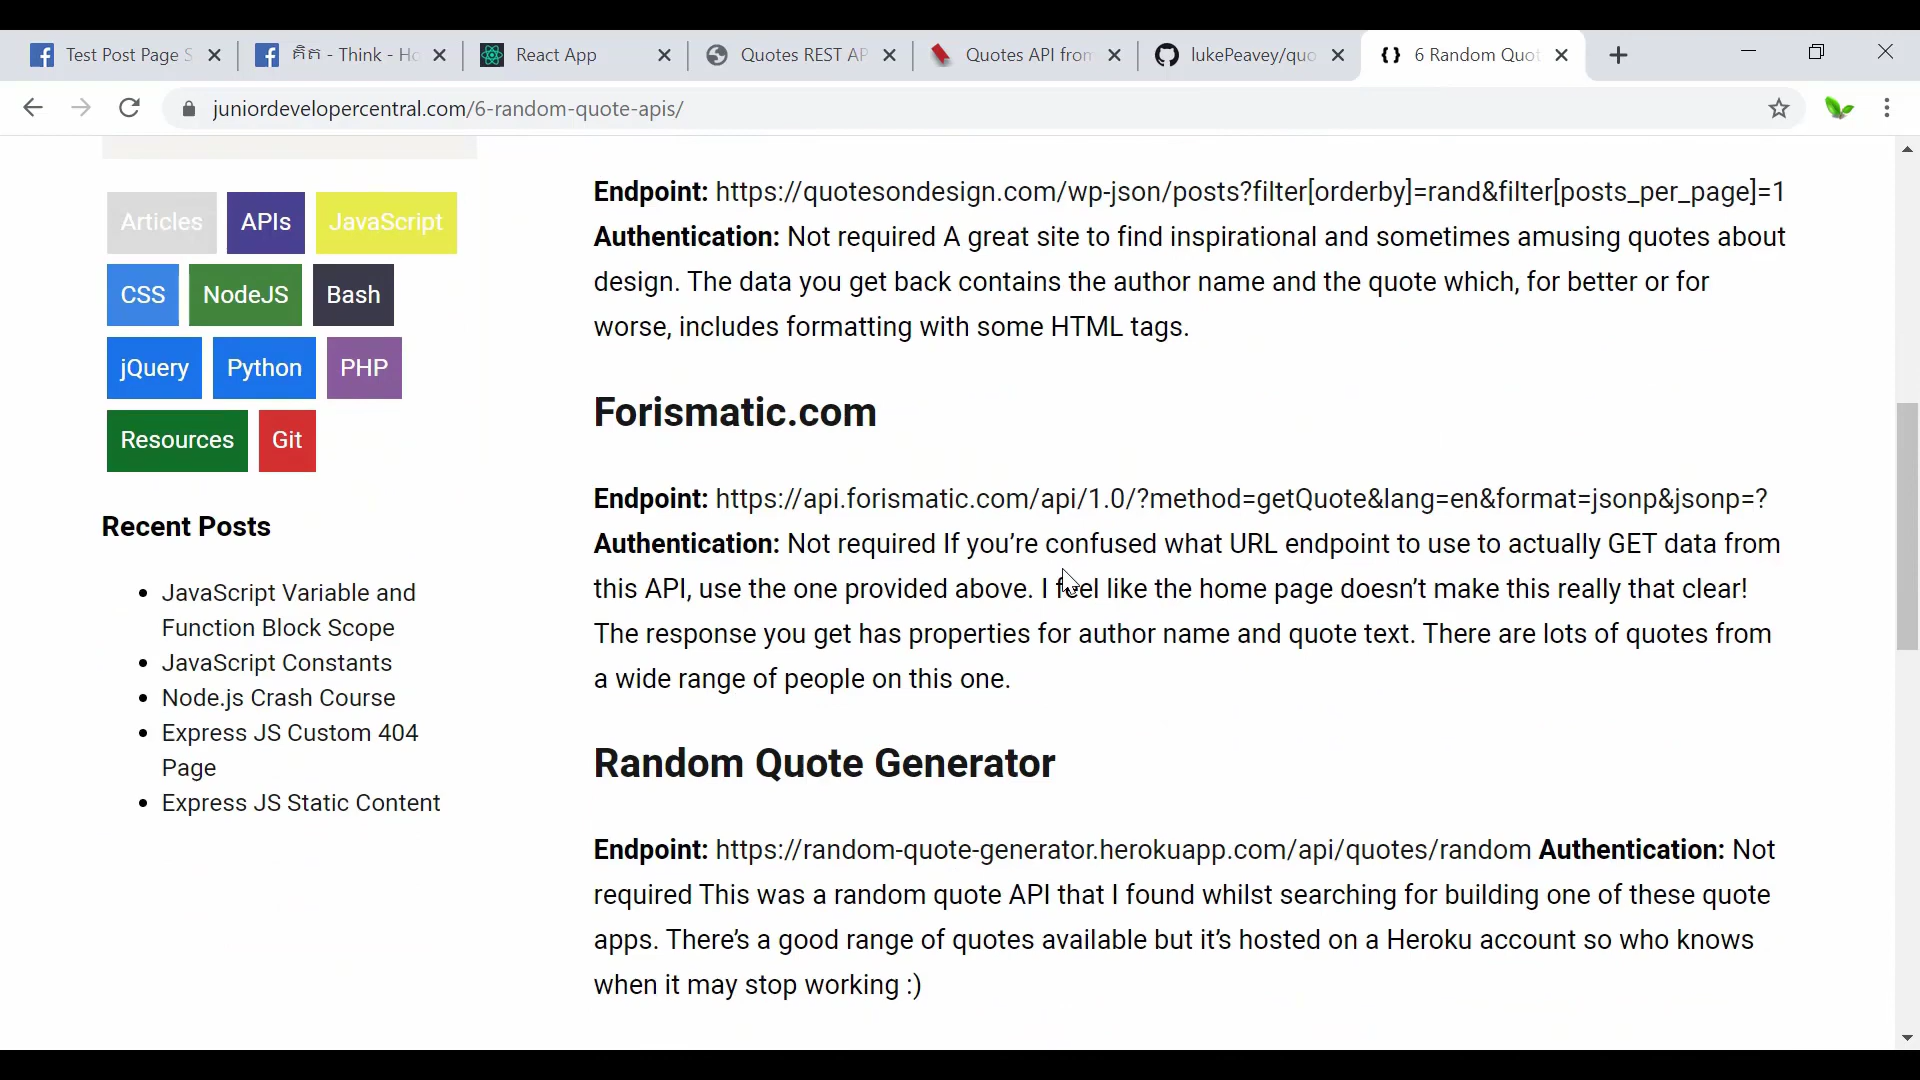 Test Post Page S
គិត - Think - Ho
React App
Quotes REST AP
Quotes API from
lukePeavey/quo
6 Random Quot
juniordevelopercentral.com/6-random-quote-apis/
Articles APIs JavaScript
CSS NodeJS Bash
jQuery Python PHP
Resources Git
Recent Posts
JavaScript Variable and
Function Block Scope
JavaScript Constants
Node.js Crash Course
Express JS Custom 404
Page
Express JS Static Content
Endpoint: https://quotesondesign.com/wp-json/posts?filter[orderby]=rand&filter[posts_per_page]=1
Authentication: Not required A great site to find inspirational and sometimes amusing quotes about
design. The data you get back contains the author name and the quote which, for better or for
worse, includes formatting with some HTML tags.
Forismatic.com
Endpoint: https://api.forismatic.com/api/1.0/?method=getQuote&lang=en&format=jsonp&jsonp=?
Authentication: Not required If you’re confused what URL endpoint to use to actually GET data from
this API, use the one provided above. I feel like the home page doesn’t make this really that clear!
The response you get has properties for author name and quote text. There are lots of quotes from
a wide range of people on this one.
Random Quote Generator
Endpoint: https://random-quote-generator.herokuapp.com/api/quotes/random Authentication: Not
required This was a random quote API that I found whilst searching for building one of these quote
apps. There’s a good range of quotes available but it’s hosted on a Heroku account so who knows
when it may stop working :)